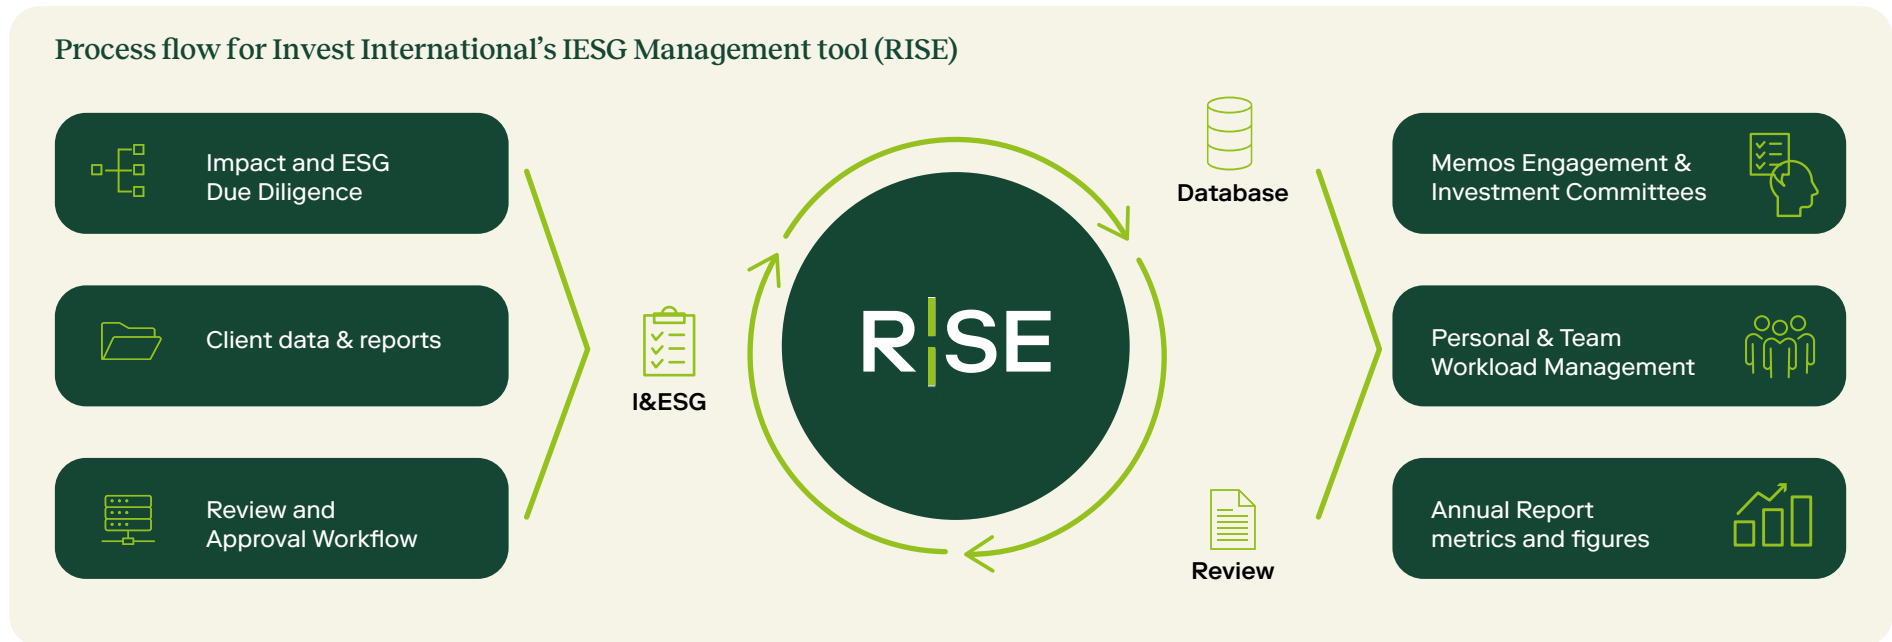 Process flow for Invest International’s IESG Management tool (RISE)
Impact and ESG
Due Diligence
Client data & reports
Review and
Approval Workflow
I&ESG
RISE
Database
Review
Memos Engagement &
Investment Committees
Personal & Team
Workload Management
Annual Report
metrics and figures